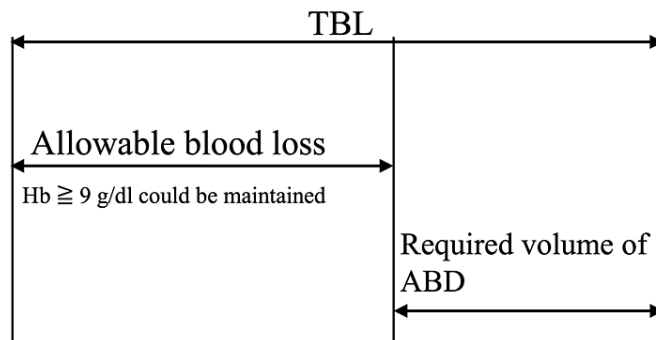 TBL
Allowable blood loss
Hb ≧ 9 g/dl could be maintained
Required volume of
ABD